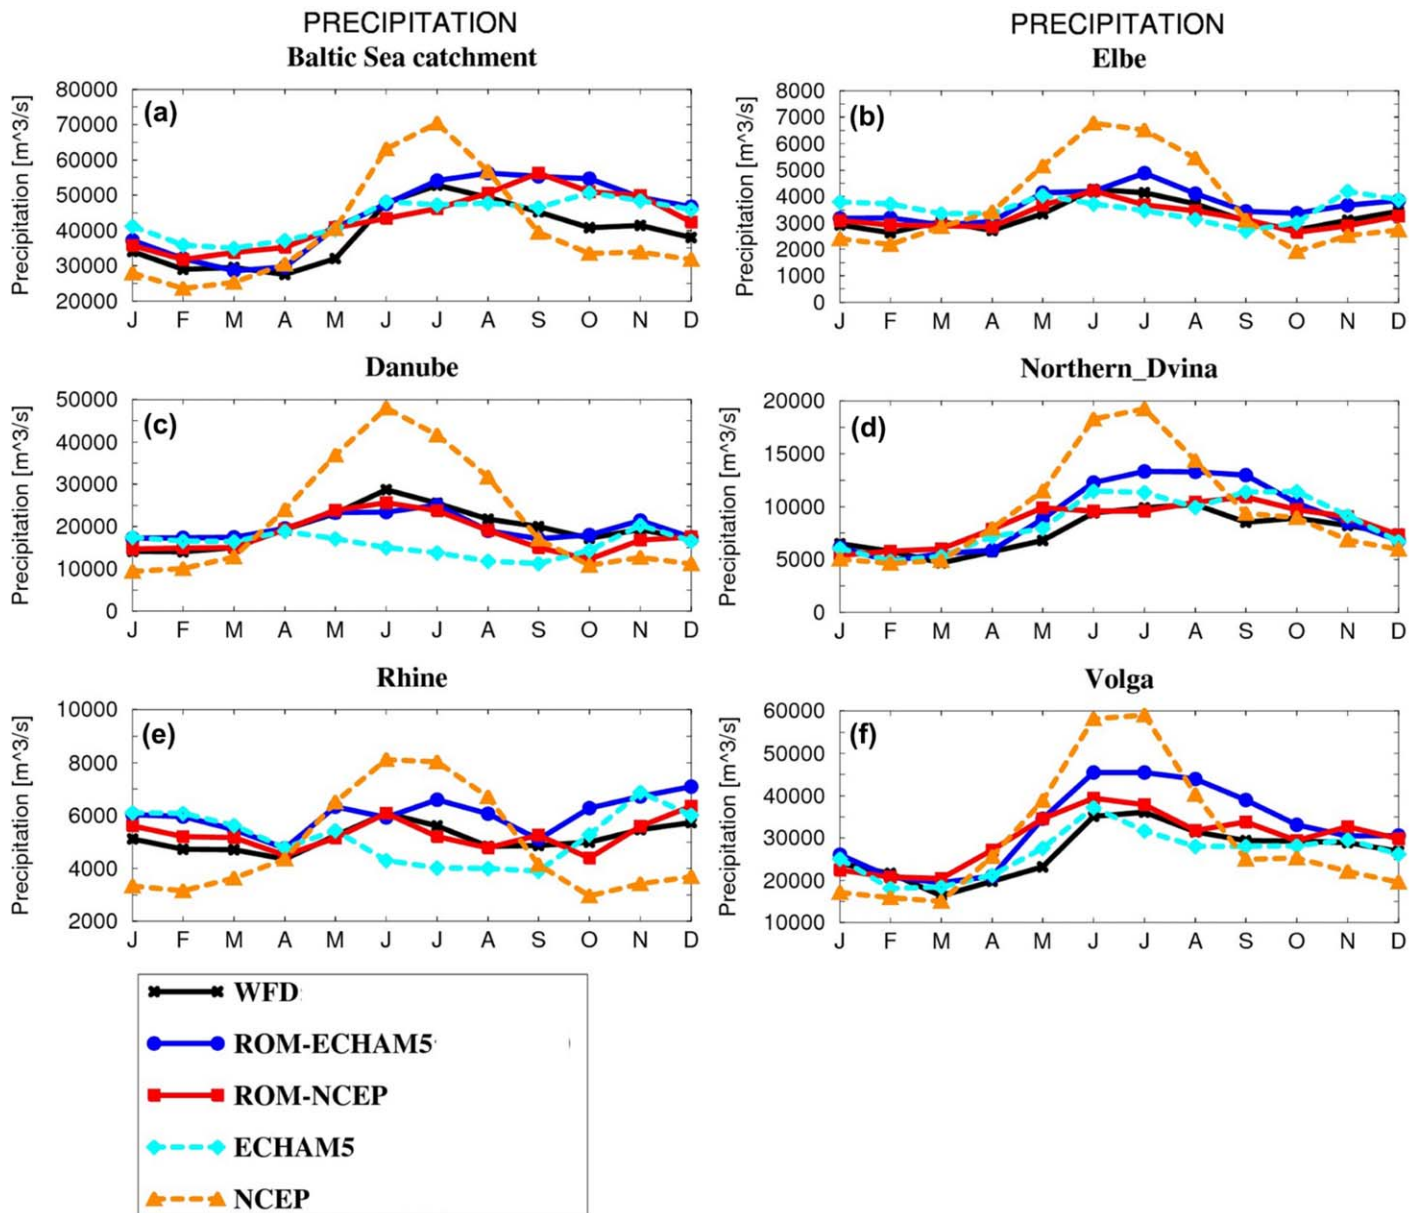 PRECIPITATION
Baltic Sea catchment
(a)
Precipitation [m^3/s]
80000
70000
60000
50000
40000
30000
20000
J F M A M J J A S O N D
PRECIPITATION
Elbe
(b)
Precipitation [m^3/s]
8000
7000
6000
5000
4000
3000
2000
1000
0
J F M A M J J A S O N D
Danube
(c)
Precipitation [m^3/s]
50000
40000
30000
20000
10000
0
J F M A M J J A S O N D
Northern_Dvina
(d)
Precipitation [m^3/s]
20000
15000
10000
5000
0
J F M A M J J A S O N D
Rhine
(e)
Precipitation [m^3/s]
10000
8000
6000
4000
2000
J F M A M J J A S O N D
Volga
(f)
Precipitation [m^3/s]
60000
50000
40000
30000
20000
10000
J F M A M J J A S O N D
WFD
ROM-ECHAM5
ROM-NCEP
ECHAM5
NCEP